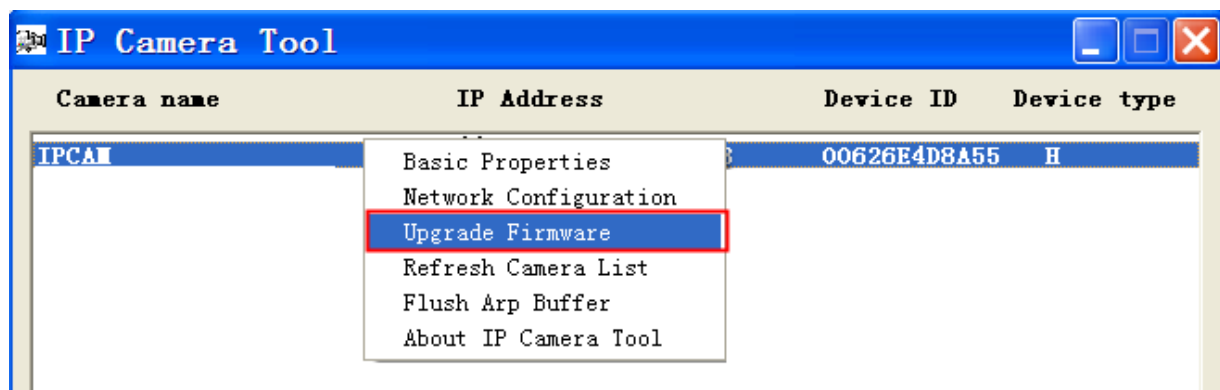 IP Camera Tool
Camera name IP Address Device ID Device type
IPCAM 00626E4D8A55 H
Basic Properties
Network Configuration
Upgrade Firmware
Refresh Camera List
Flush Arp Buffer
About IP Camera Tool